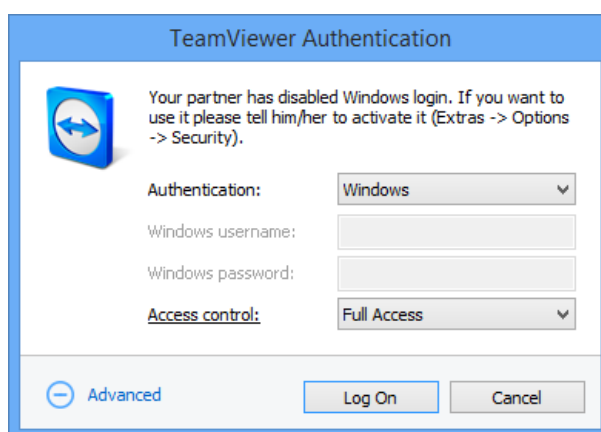 TeamViewer Authentication
Your partner has disabled Windows login. If you want to
use it please tell him/her to activate it (Extras -> Options
-> Security).
Authentication: Windows
Windows username:
Windows password:
Access control: Full Access
Advanced Log On Cancel